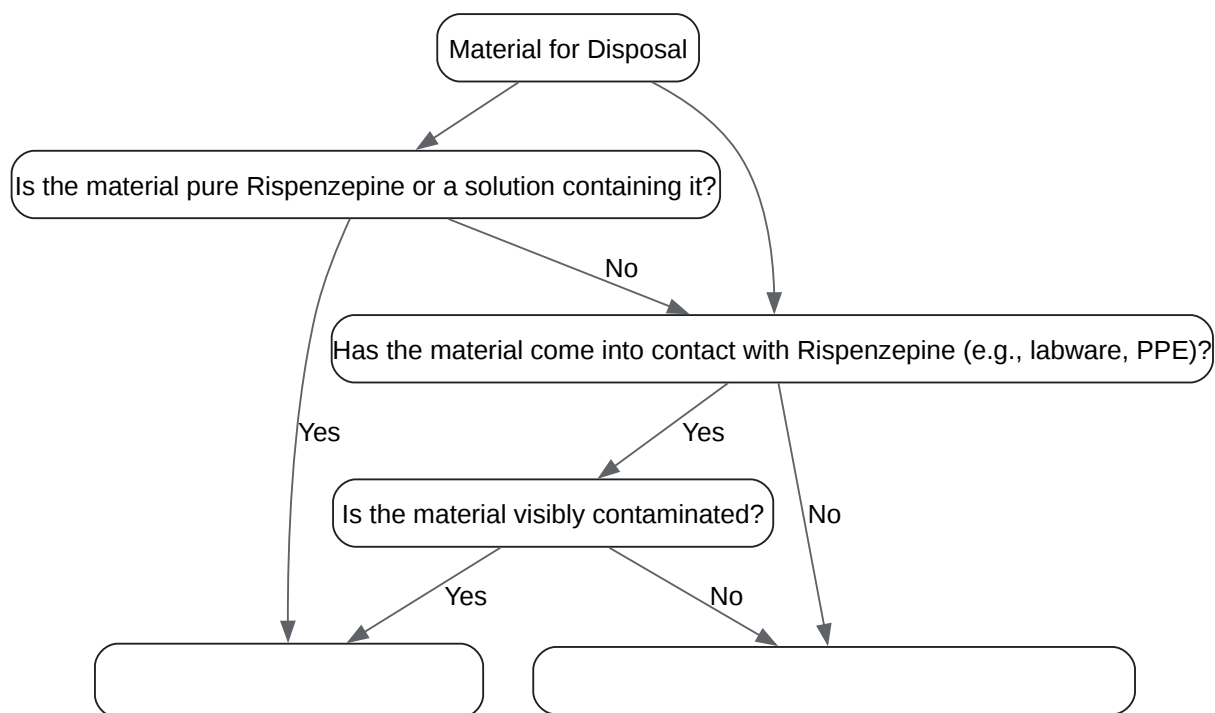 Material for Disposal
Is the material pure Rispenzepine or a solution containing it?
No
Has the material come into contact with Rispenzepine (e.g., labware, PPE)?
Yes
Yes
Is the material visibly contaminated?
No
Yes
No